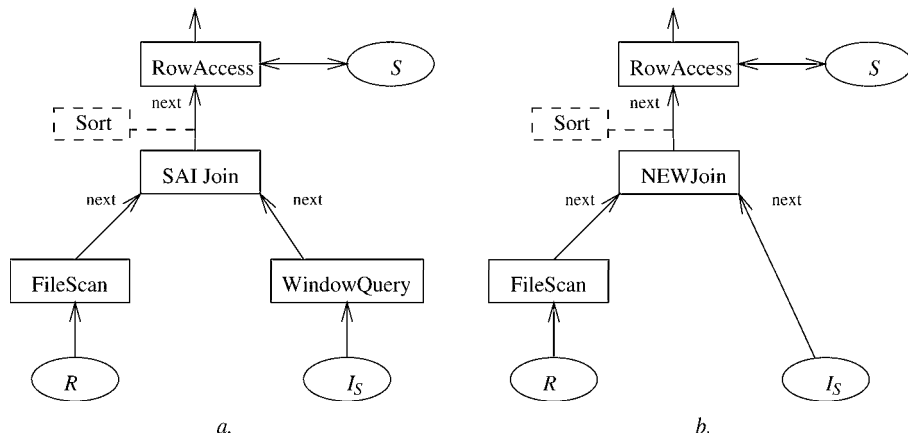 RowAccess
S
next
Sort
SAI Join
next
next
FileScan
WindowQuery
R
I_S
a.
RowAccess
S
next
Sort
NEWJoin
next
next
FileScan
R
I_S
b.